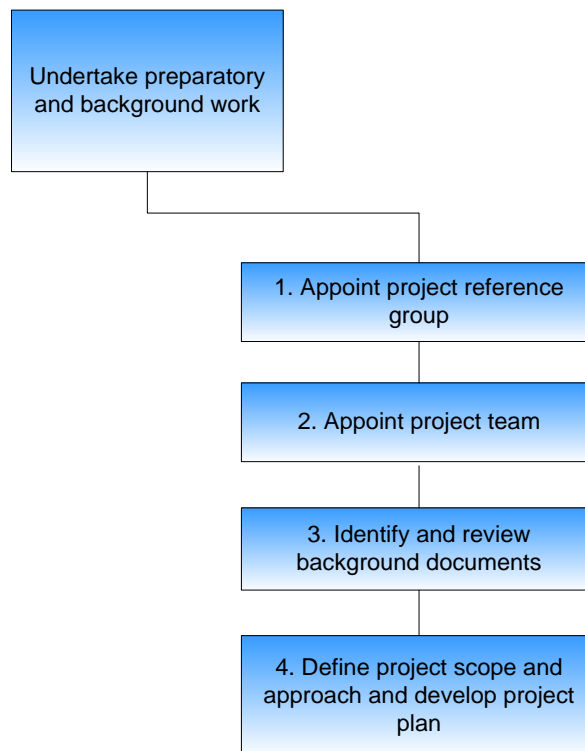 Undertake preparatory
and background work
1. Appoint project reference
group
2. Appoint project team
3. Identify and review
background documents
4. Define project scope and
approach and develop project
plan